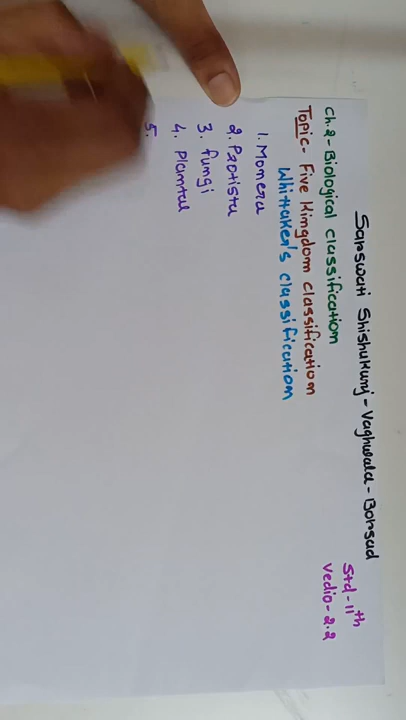 Saraswati Shishukunj - Vaghwala - Borsad
Std - 11th
Vedio - 2.2
Ch.2 - Biological classification
Topic - Five Kingdom classification
Whittaker's classification
1. Monera
2. Protista
3. fungi
4. Plantae
5.